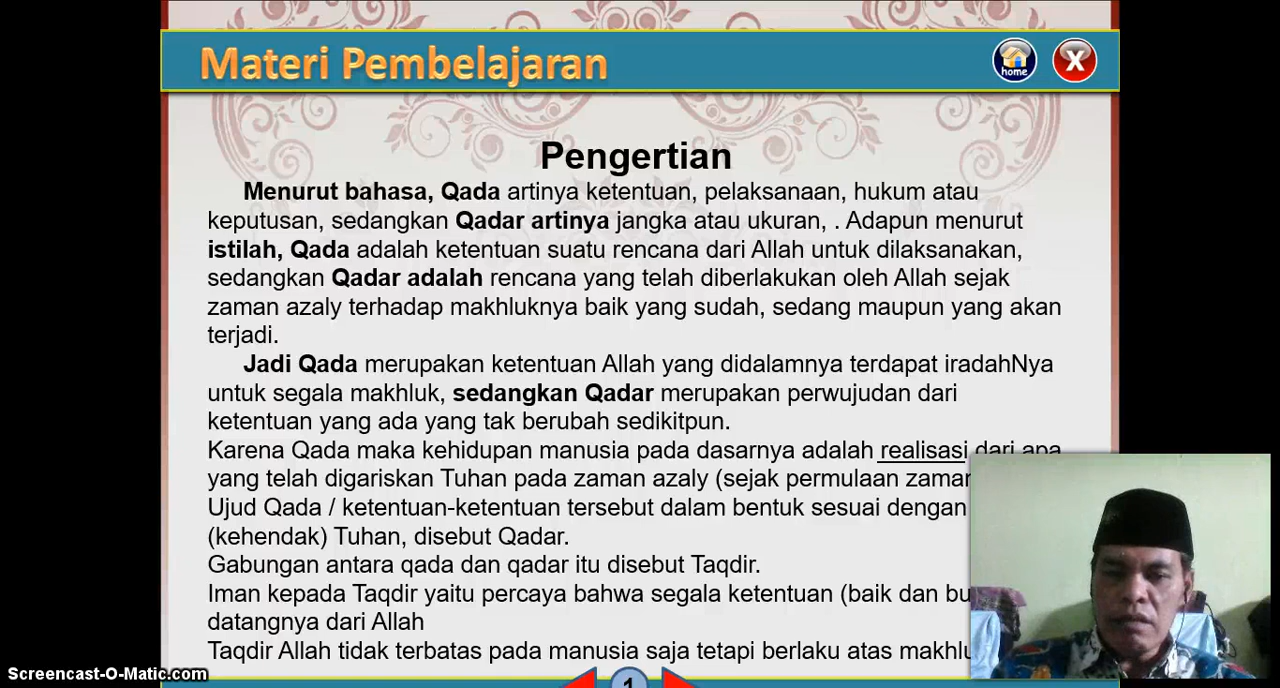 Materi Pembelajaran
home
X
Pengertian
Menurut bahasa, Qada artinya ketentuan, pelaksanaan, hukum atau
keputusan, sedangkan Qadar artinya jangka atau ukuran, . Adapun menurut
istilah, Qada adalah ketentuan suatu rencana dari Allah untuk dilaksanakan,
sedangkan Qadar adalah rencana yang telah diberlakukan oleh Allah sejak
zaman azaly terhadap makhluknya baik yang sudah, sedang maupun yang akan
terjadi.
Jadi Qada merupakan ketentuan Allah yang didalamnya terdapat iradahNya
untuk segala makhluk, sedangkan Qadar merupakan perwujudan dari
ketentuan yang ada yang tak berubah sedikitpun.
Karena Qada maka kehidupan manusia pada dasarnya adalah realisasi dari apa
yang telah digariskan Tuhan pada zaman azaly (sejak permulaan zaman
Ujud Qada / ketentuan-ketentuan tersebut dalam bentuk sesuai dengan
(kehendak) Tuhan, disebut Qadar.
Gabungan antara qada dan qadar itu disebut Taqdir.
Iman kepada Taqdir yaitu percaya bahwa segala ketentuan (baik dan
datangnya dari Allah
Taqdir Allah tidak terbatas pada manusia saja tetapi berlaku atas
1
Screencast-O-Matic.com